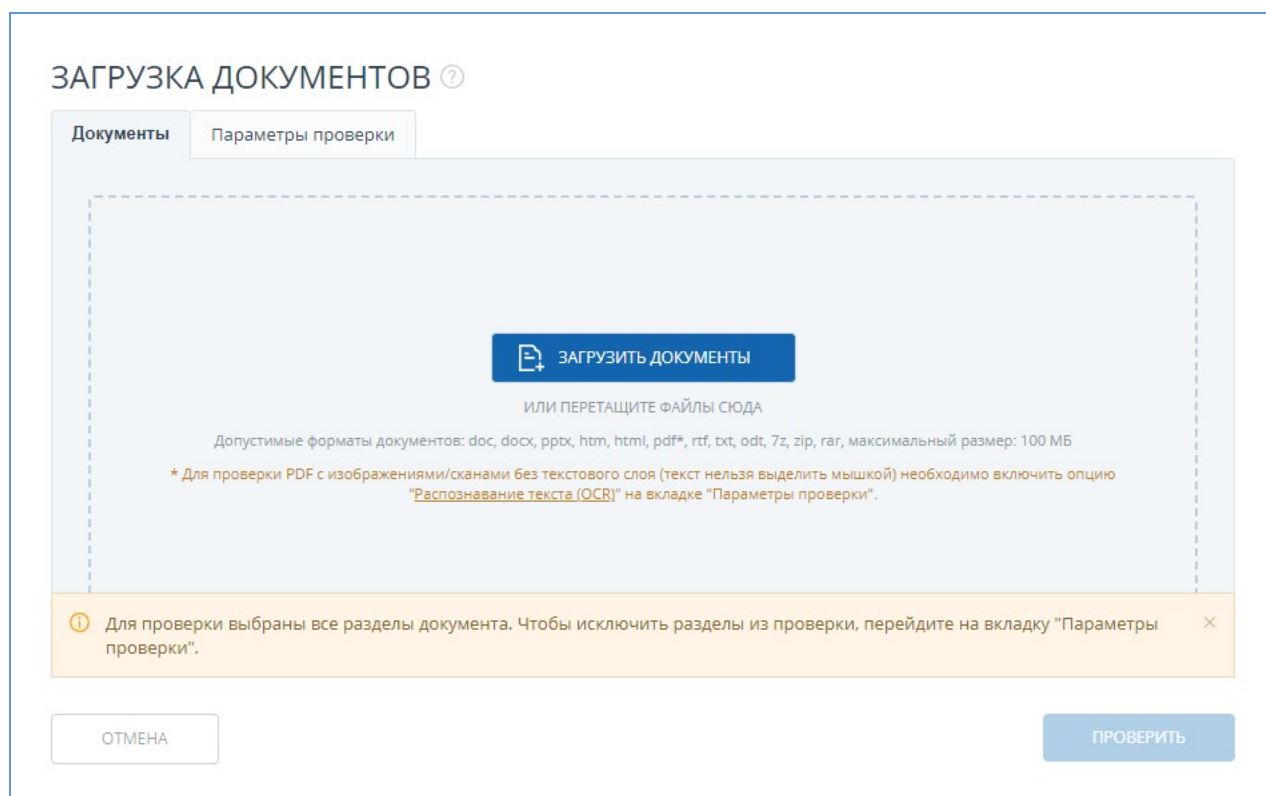 ЗАГРУЗКА ДОКУМЕНТОВ ?
Документы Параметры проверки
ЗАГРУЗИТЬ ДОКУМЕНТЫ
ИЛИ ПЕРЕТАЩИТЕ ФАЙЛЫ СЮДА
Допустимые форматы документов: doc, docx, pptx, htm, html, pdf*, rtf, txt, odt, 7z, zip, rar, максимальный размер: 100 МБ
* Для проверки PDF с изображениями/сканами без текстового слоя (текст нельзя выделить мышкой) необходимо включить опцию
"Распознавание текста (OCR)" на вкладке "Параметры проверки".
Для проверки выбраны все разделы документа. Чтобы исключить разделы из проверки, перейдите на вкладку "Параметры
проверки".
ОТМЕНА ПРОВЕРИТЬ